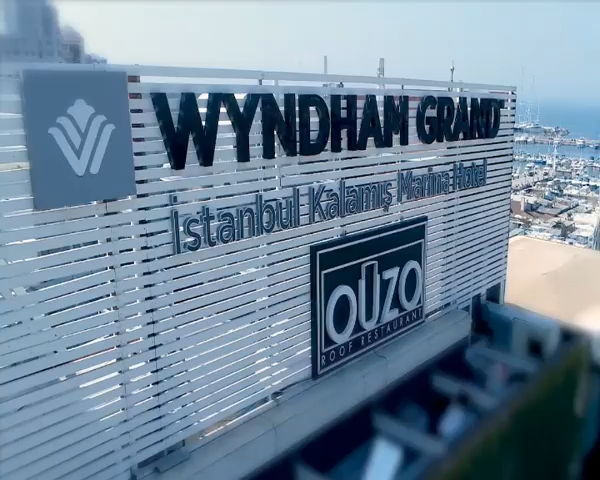 WYNDHAM GRAND
İstanbul Kalamış Marina Hotel
OUZO
ROOF RESTAURANT